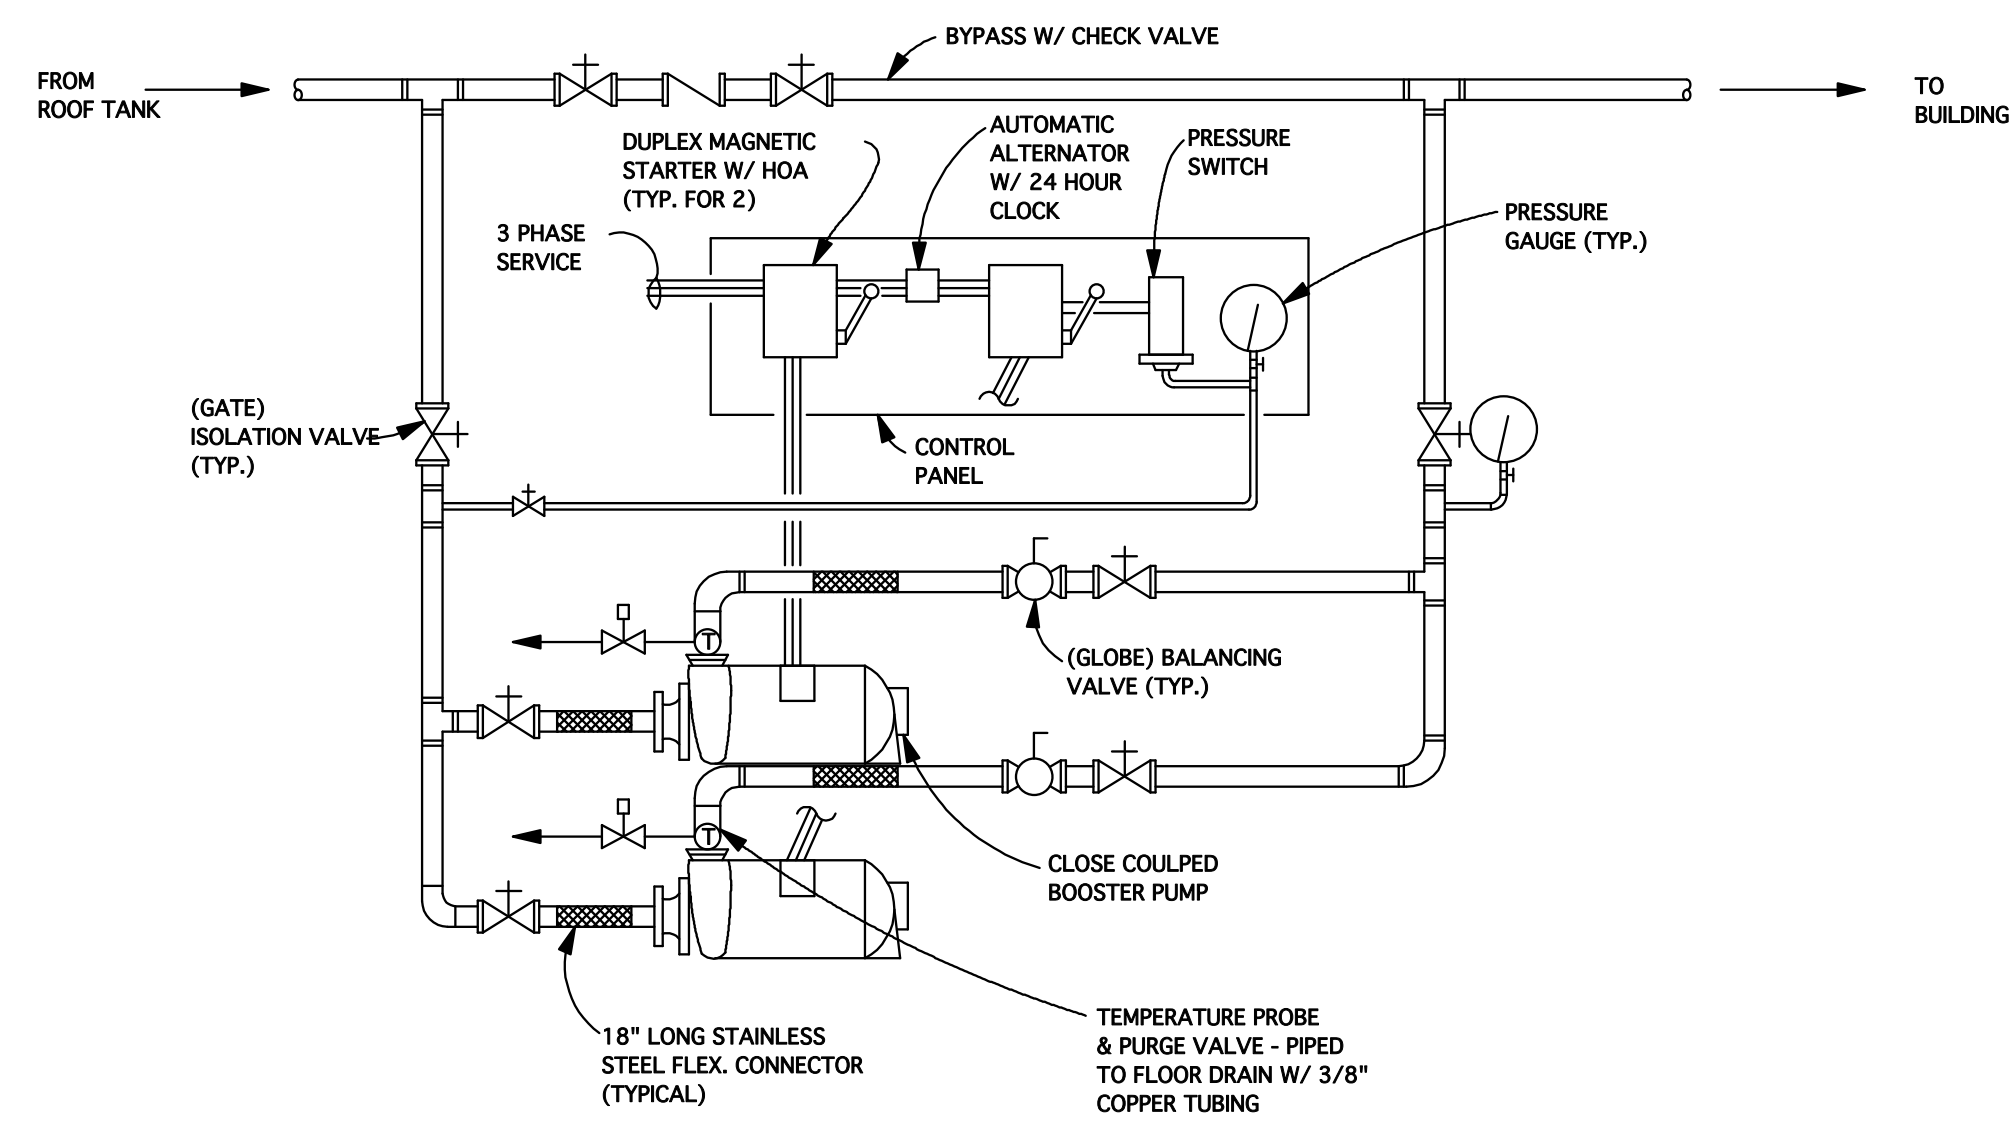 BYPASS W/ CHECK VALVE
FROM
ROOF TANK
TO
BUILDING
DUPLEX MAGNETIC
STARTER W/ HOA
(TYP. FOR 2)
AUTOMATIC
ALTERNATOR
W/ 24 HOUR
CLOCK
PRESSURE
SWITCH
PRESSURE
GAUGE (TYP.)
3 PHASE
SERVICE
(GATE)
ISOLATION VALVE
(TYP.)
CONTROL
PANEL
T
(GLOBE) BALANCING
VALVE (TYP.)
T
CLOSE COULPED
BOOSTER PUMP
18" LONG STAINLESS
STEEL FLEX. CONNECTOR
(TYPICAL)
TEMPERATURE PROBE
& PURGE VALVE - PIPED
TO FLOOR DRAIN W/ 3/8"
COPPER TUBING